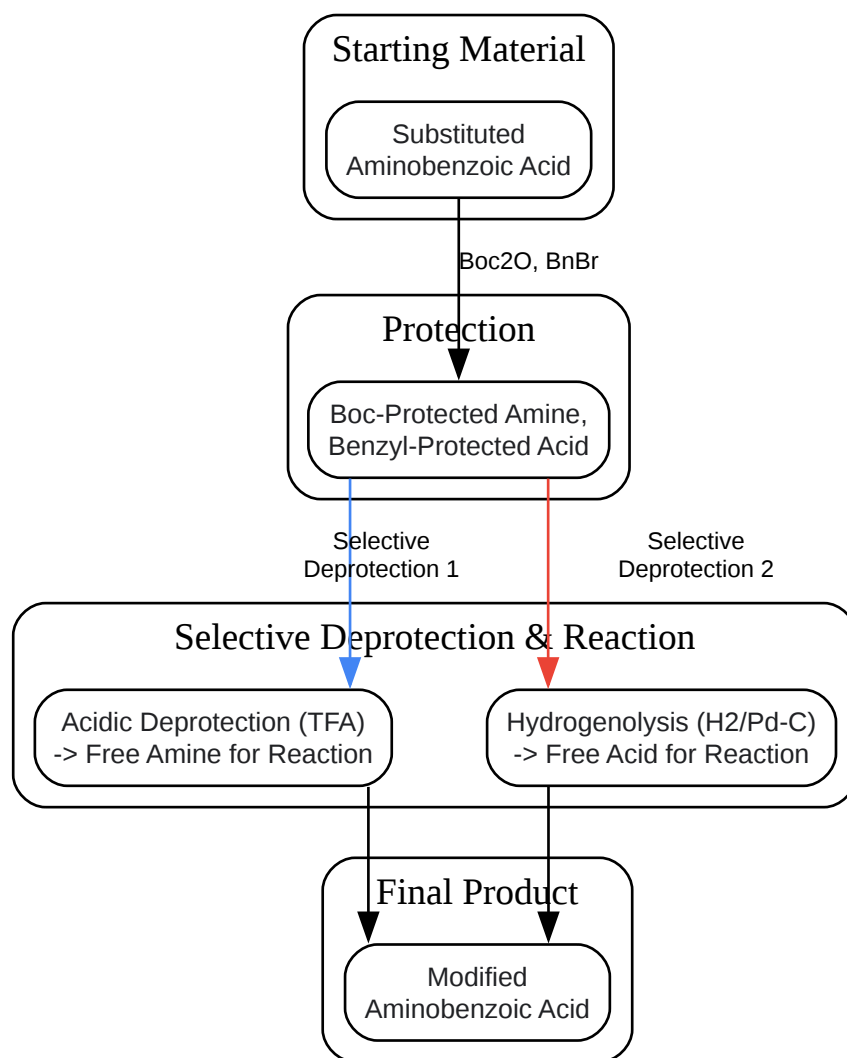 Starting Material
Substituted
Aminobenzoic Acid
Boc2O, BnBr
Protection
Boc-Protected Amine,
Benzyl-Protected Acid
Selective
Deprotection 1
Selective
Deprotection 2
Selective Deprotection & Reaction
Acidic Deprotection (TFA)
-> Free Amine for Reaction
Hydrogenolysis (H2/Pd-C)
-> Free Acid for Reaction
Final Product
Modified
Aminobenzoic Acid